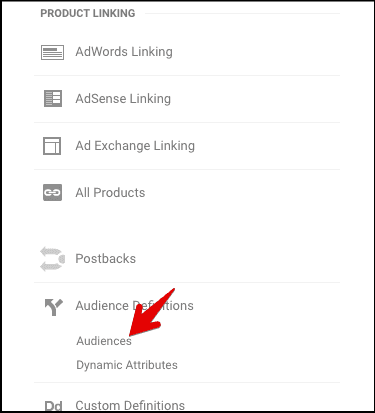 PRODUCT LINKING
AdWords Linking
AdSense Linking
Ad Exchange Linking
All Products
Postbacks
Audience Definitions
Audiences
Dynamic Attributes
Dd Custom Definitions